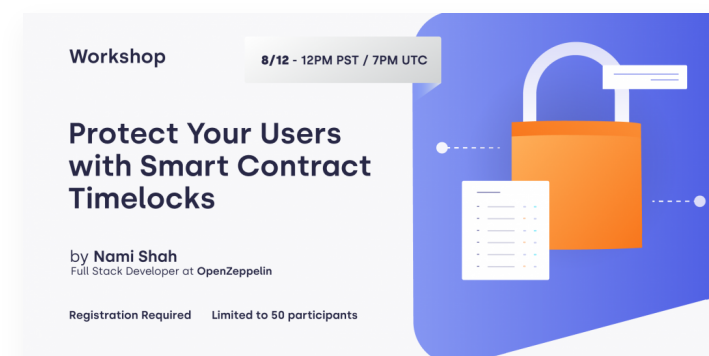 Workshop
8/12 - 12PM PST / 7PM UTC
Protect Your Users
with Smart Contract
Timelocks
by Nami Shah
Full Stack Developer at OpenZeppelin
Registration Required Limited to 50 participants